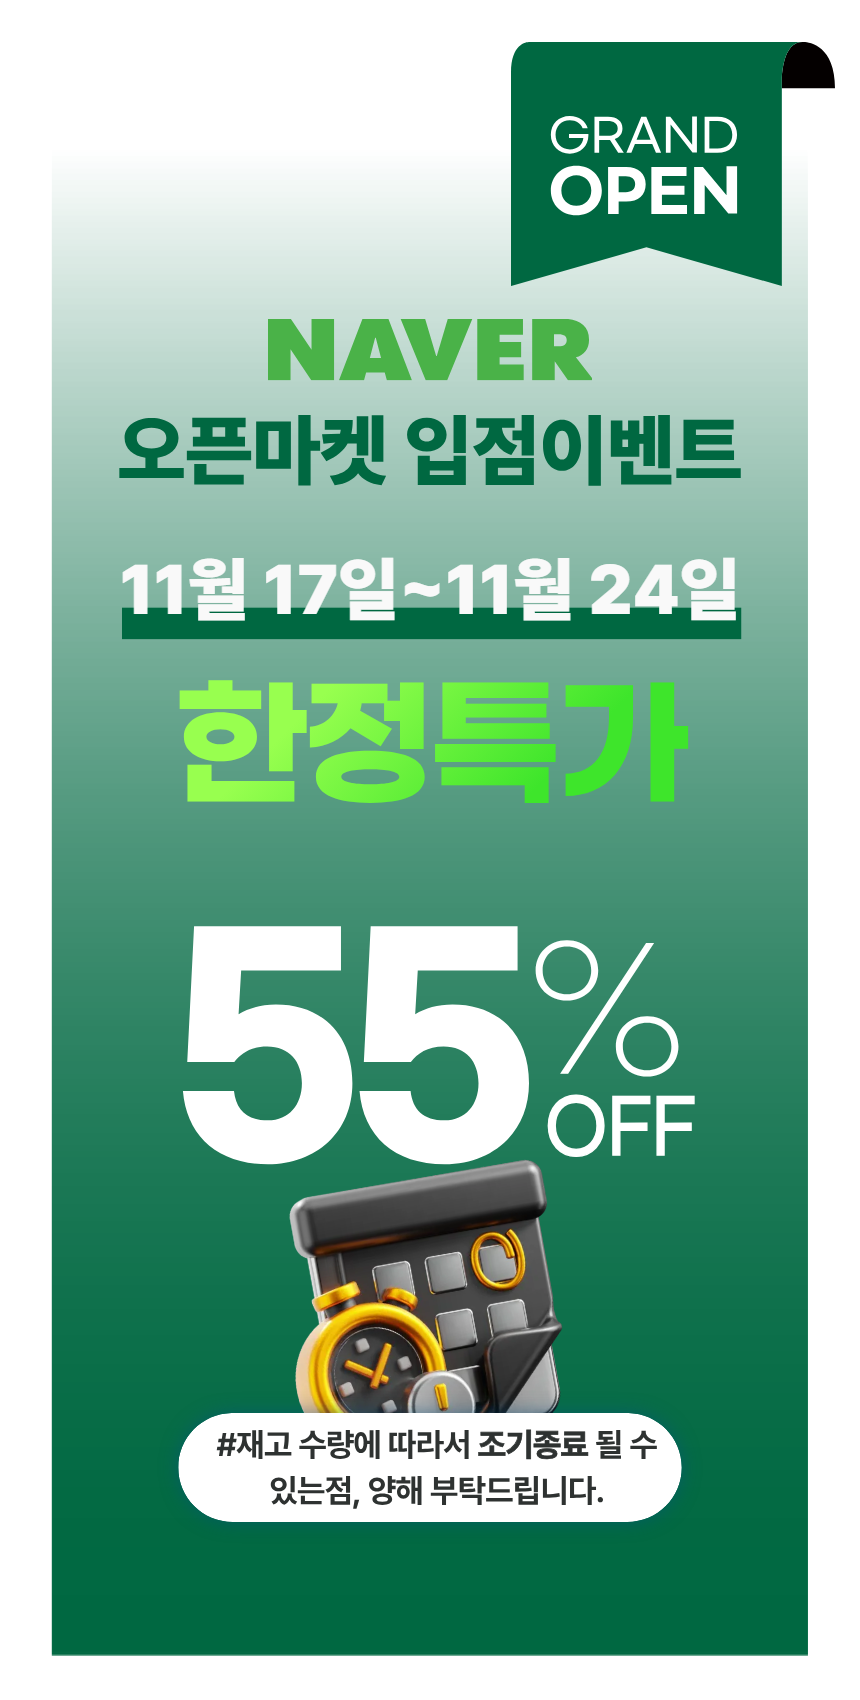 GRAND
OPEN
NAVER
오픈마켓 입점이벤트
11월 17일~11월 24일
한정특가
55%
OFF
#재고 수량에 따라서 조기종료 될 수
있는점, 양해 부탁드립니다.